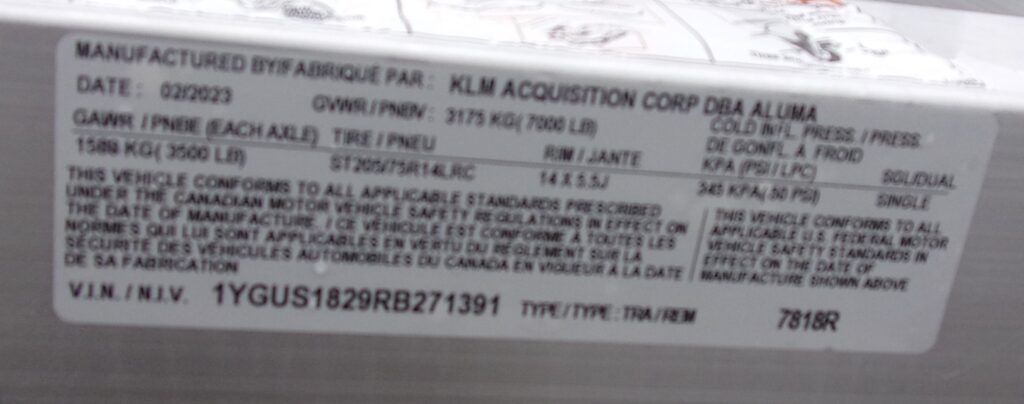 MANUFACTURED BY/FABRIQUÉ PAR : KLM ACQUISITION CORP DBA ALUMA
DATE : 02/2023 GVWR / PNBV : 3175 KG( 7000 LB)
COLD INFL. PRESS. / PRESS.
DE GONFL. À FROID
GAWR / PNBE (EACH AXLE) TIRE / PNEU RIM / JANTE KPA (PSI / LPC) SGL/DUAL
1588 KG( 3500 LB) ST205/75R14LRC 14 X 5.5J 345 KPA( 50 PSI) SINGLE
THIS VEHICLE CONFORMS TO ALL APPLICABLE STANDARDS PRESCRIBED
UNDER THE CANADIAN MOTOR VEHICLE SAFETY REGULATIONS IN EFFECT ON
THE DATE OF MANUFACTURE. / CE VÉHICULE EST CONFORME À TOUTES LES
NORMES QUI LUI SONT APPLICABLES EN VERTU DU RÈGLEMENT SUR LA
SÉCURITÉ DES VÉHICULES AUTOMOBILES DU CANADA EN VIGUEUR À LA DATE
DE SA FABRICATION
THIS VEHICLE CONFORMS TO ALL
APPLICABLE U.S. FEDERAL MOTOR
VEHICLE SAFETY STANDARDS IN
EFFECT ON THE DATE OF
MANUFACTURE SHOWN ABOVE
V.I.N. / N.I.V. 1YGUS1829RB271391 TYPE/TYPE : TRA / REM 7818R